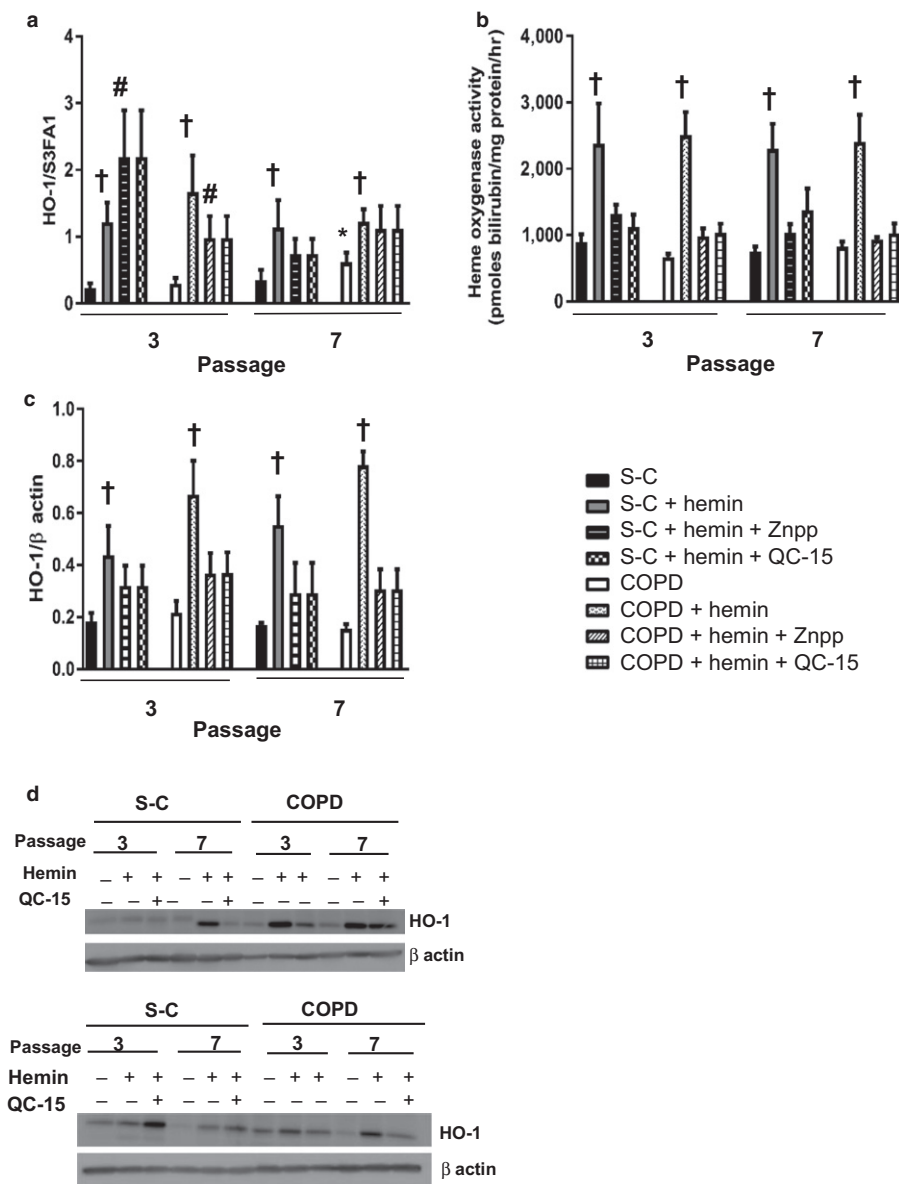 a
HO-1/S3FA1
4
3
2
1
0
†
#
†
#
†
*
†
3
7
Passage
b
Heme oxygenase activity
(pmoles bilirubin/mg protein/hr)
4,000
3,000
2,000
1,000
0
†
†
†
†
3
7
Passage
c
HO-1/β actin
1.0
0.8
0.6
0.4
0.2
0.0
†
†
†
†
3
7
Passage
S-C
S-C + hemin
S-C + hemin + Znpp
S-C + hemin + QC-15
COPD
COPD + hemin
COPD + hemin + Znpp
COPD + hemin + QC-15
d
S-C COPD
Passage 3 7 3 7
Hemin – + + – + + – + + – + +
QC-15 – – + – – + – – – – – +
HO-1
β actin
S-C COPD
Passage 3 7 3 7
Hemin – + + – + + – + + – + +
QC-15 – – + – – + – – – – – +
HO-1
β actin